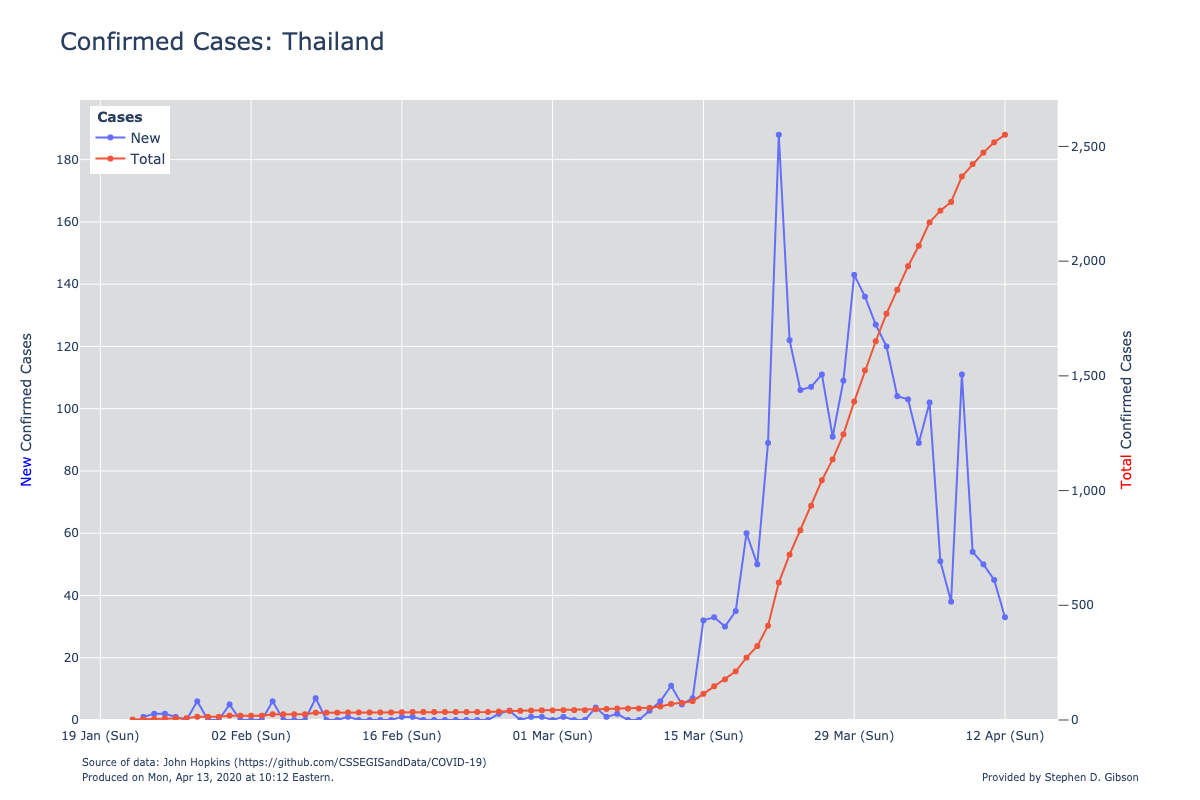 Confirmed Cases: Thailand
Cases
New
Total
180
160
140
120
100
80
60
40
20
0
2,500
2,000
1,500
1,000
500
0
New Confirmed Cases
Total Confirmed Cases
19 Jan (Sun)
02 Feb (Sun)
16 Feb (Sun)
01 Mar (Sun)
15 Mar (Sun)
29 Mar (Sun)
12 Apr (Sun)
Source of data: John Hopkins (https://github.com/CSSEGISandData/COVID-19)
Produced on Mon, Apr 13, 2020 at 10:12 Eastern.
Provided by Stephen D. Gibson